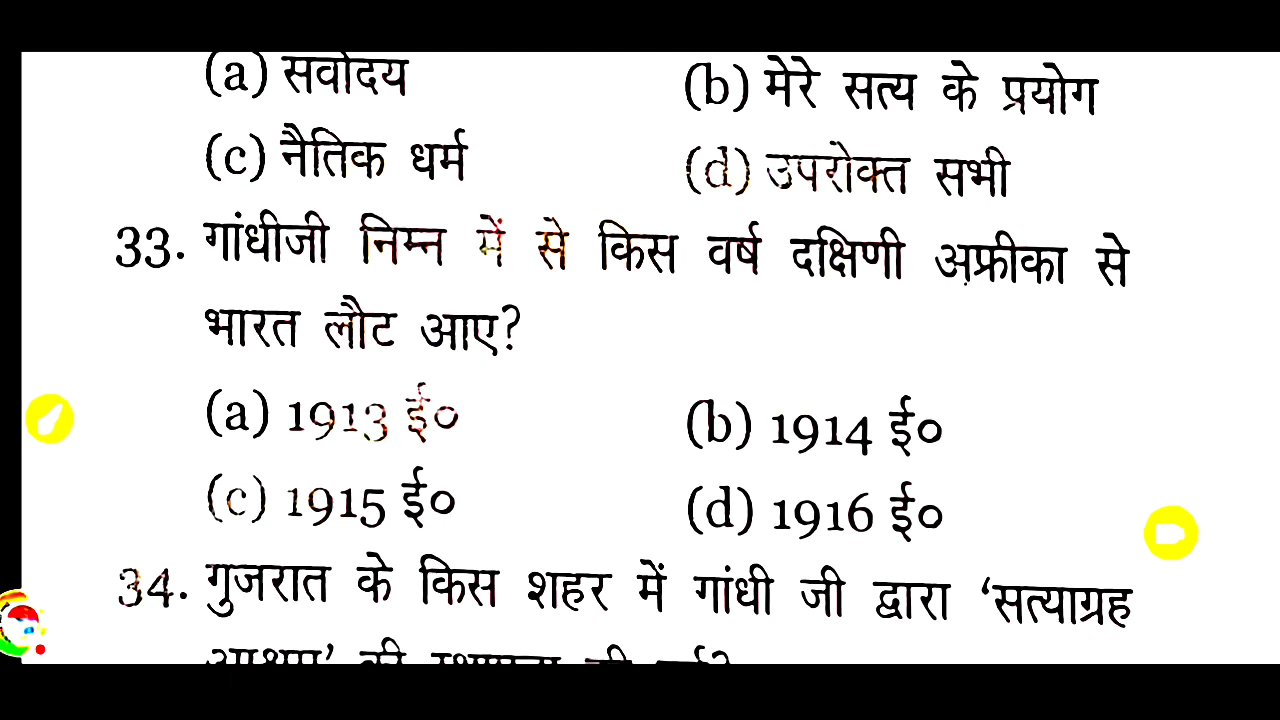 (a) सर्वोदय (b) मेरे सत्य के प्रयोग
(c) नैतिक धर्म (d) उपरोक्त सभी
33. गांधीजी निम्न में से किस वर्ष दक्षिणी अफ्रीका से
भारत लौट आए?
(a) 1913 ई० (b) 1914 ई०
(c) 1915 ई० (d) 1916 ई०
34. गुजरात के किस शहर में गांधी जी द्वारा ‘सत्याग्रह